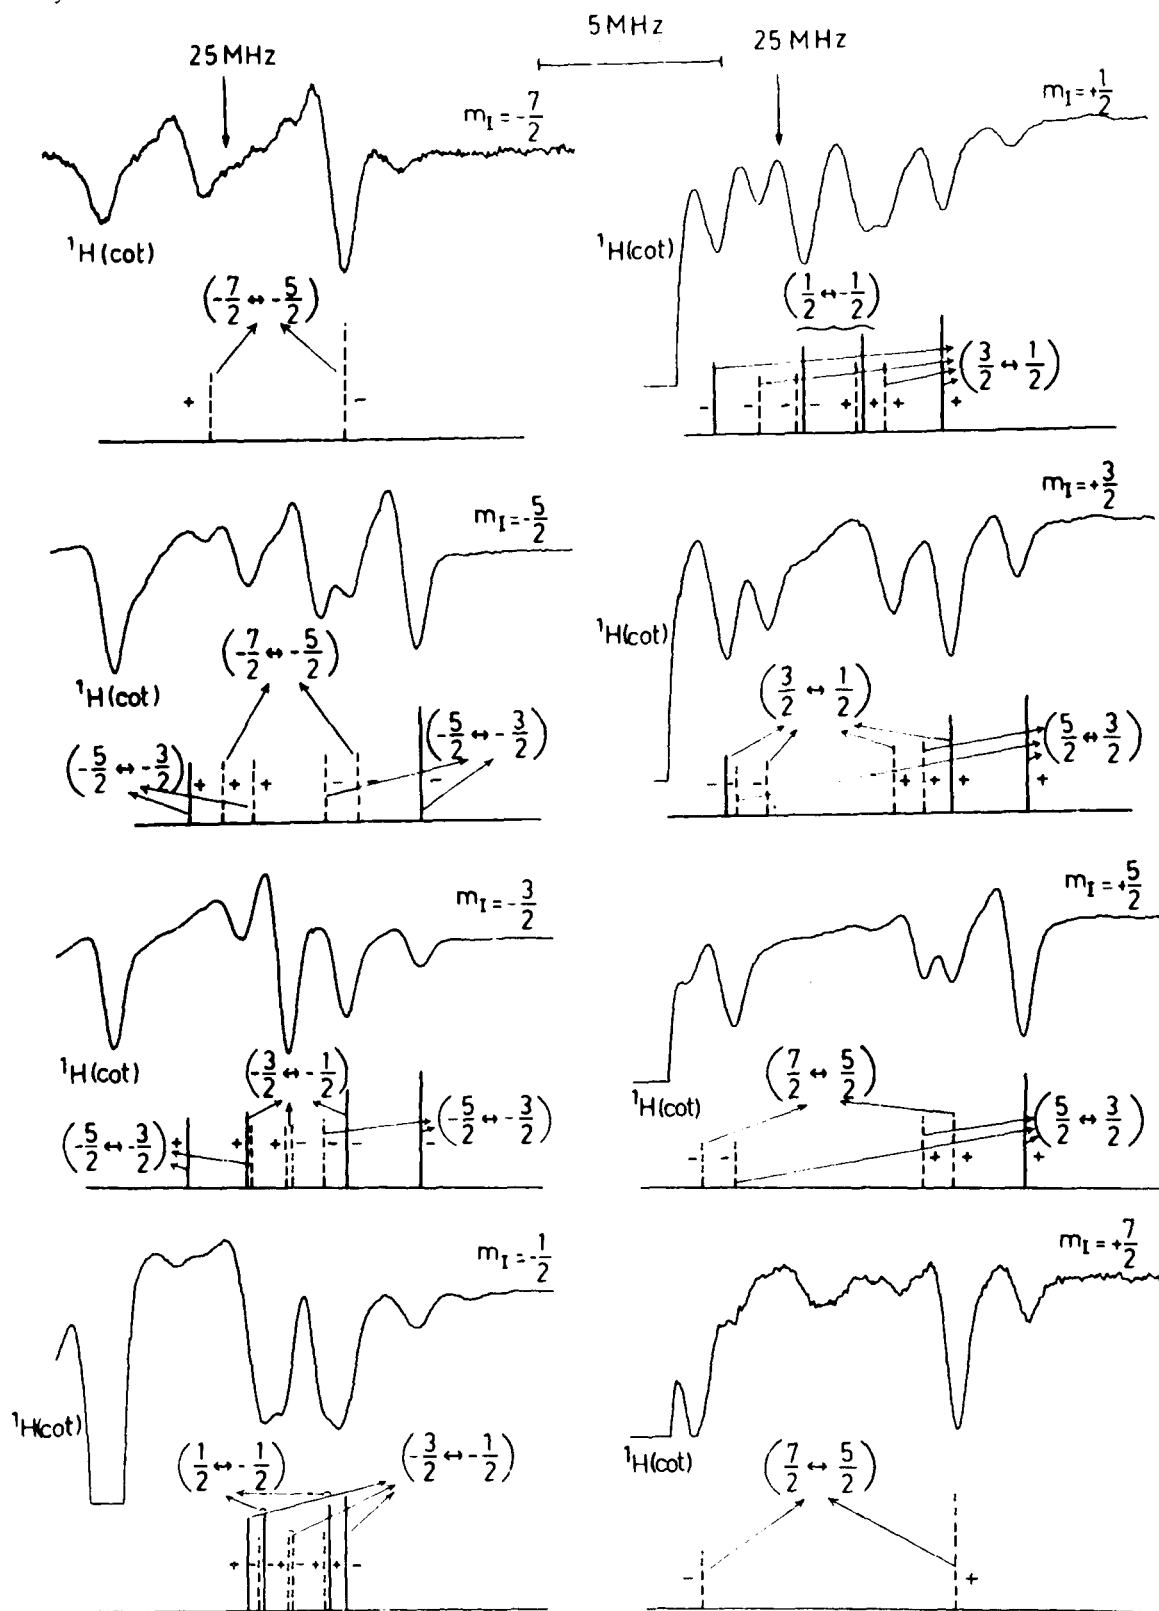 5 MHz
25 MHz
25 MHz
m_I = -7/2
¹H(cot)
(-7/2 ↔ -5/2)
+ -
m_I = +1/2
¹H(cot)
(1/2 ↔ -1/2)
(3/2 ↔ 1/2)
- - - - + + + +
m_I = -5/2
¹H(cot)
(-7/2 ↔ -5/2)
(-5/2 ↔ -3/2)
(-5/2 ↔ -3/2)
+ + + - - -
m_I = +3/2
¹H(cot)
(3/2 ↔ 1/2)
(5/2 ↔ 3/2)
- - + + + +
m_I = -3/2
¹H(cot)
(-3/2 ↔ -1/2)
(-5/2 ↔ -3/2)
(-5/2 ↔ -3/2)
+ + + - - - -
m_I = +5/2
¹H(cot)
(7/2 ↔ 5/2)
(5/2 ↔ 3/2)
- - + + +
m_I = -1/2
¹H(cot)
(1/2 ↔ -1/2)
(-3/2 ↔ -1/2)
+ - - + - + + -
m_I = +7/2
¹H(cot)
(7/2 ↔ 5/2)
- +